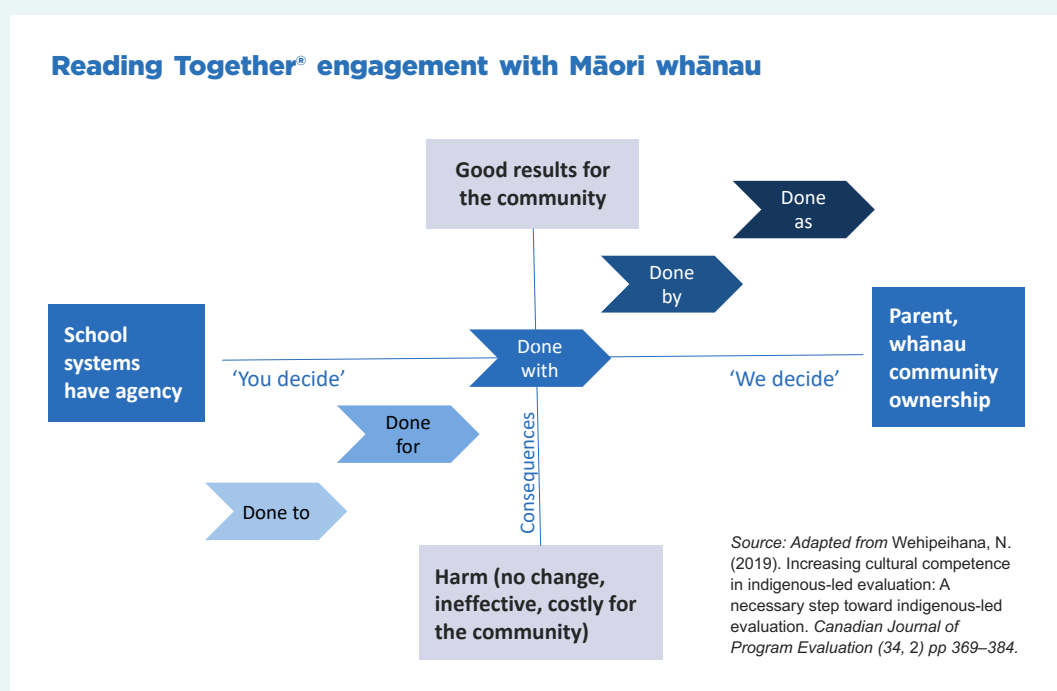 Reading Together® engagement with Māori whānau
Good results for
the community
Done
as
Done
by
School
systems
have agency
Done
with
Parent,
whānau
community
ownership
‘You decide’
‘We decide’
Done
for
Consequences
Done to
Harm (no change,
ineffective, costly for
the community)
Source: Adapted from Wehipeihana, N.
(2019). Increasing cultural competence
in indigenous-led evaluation: A
necessary step toward indigenous-led
evaluation. Canadian Journal of
Program Evaluation (34, 2) pp 369–384.